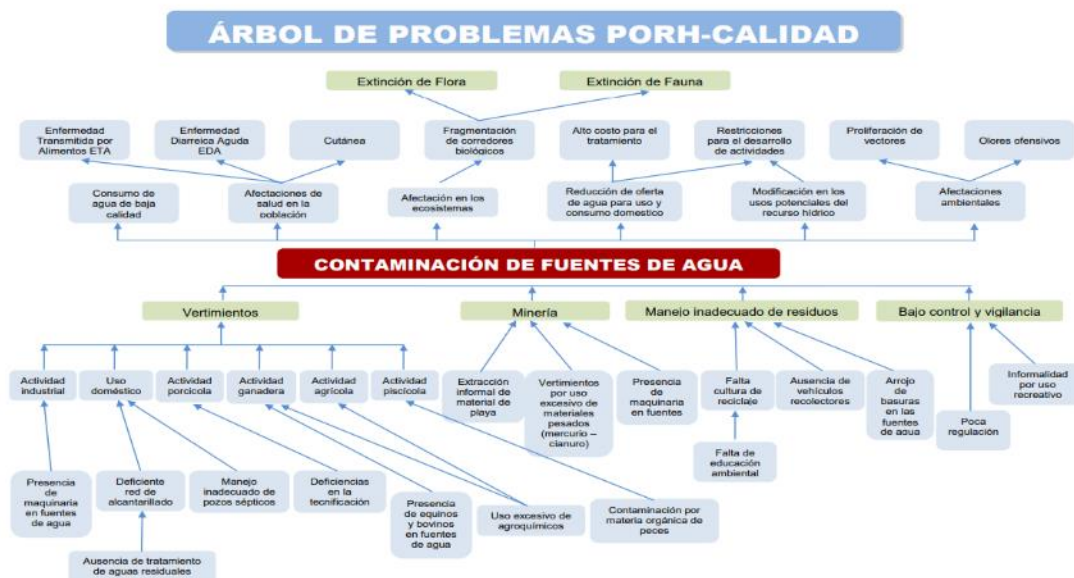 ÁRBOL DE PROBLEMAS PORH-CALIDAD
Extinción de Flora
Extinción de Fauna
Enfermedad
Transmitida por
Alimentos ETA
Enfermedad
Diarreica Aguda
EDA
Cutánea
Fragmentación
de corredores
biológicos
Alto costo para el
tratamiento
Restricciones
para el desarrollo
de actividades
Proliferación de
vectores
Olores ofensivos
Consumo de
agua de baja
calidad
Afectaciones de
salud en la
población
Afectación en los
ecosistemas
Reducción de oferta
de agua para uso y
consumo domestico
Modificación en los
usos potenciales del
recurso hídrico
Afectaciones
ambientales
CONTAMINACIÓN DE FUENTES DE AGUA
Vertimientos
Minería
Manejo inadecuado de residuos
Bajo control y vigilancia
Actividad
industrial
Uso
doméstico
Actividad
porcícola
Actividad
ganadera
Actividad
agrícola
Actividad
piscícola
Extracción
informal de
material de
playa
Vertimientos
por uso
excesivo de
materiales
pesados
(mercurio –
cianuro)
Presencia
de
maquinaria
en fuentes
Falta
cultura de
reciclaje
Ausencia de
vehículos
recolectores
Arrojo
de
basuras en
las fuentes
de agua
Poca
regulación
Informalidad
por uso
recreativo
Falta de
educación
ambiental
Presencia
de
maquinaria
en fuentes
de agua
Deficiente
red de
alcantarillado
Manejo
inadecuado de
pozos sépticos
Deficiencias
en la
tecnificación
Presencia
de equinos
y bovinos
en fuentes
de agua
Uso excesivo de
agroquímicos
Contaminación por
materia orgánica de
peces
Ausencia de tratamiento
de aguas residuales